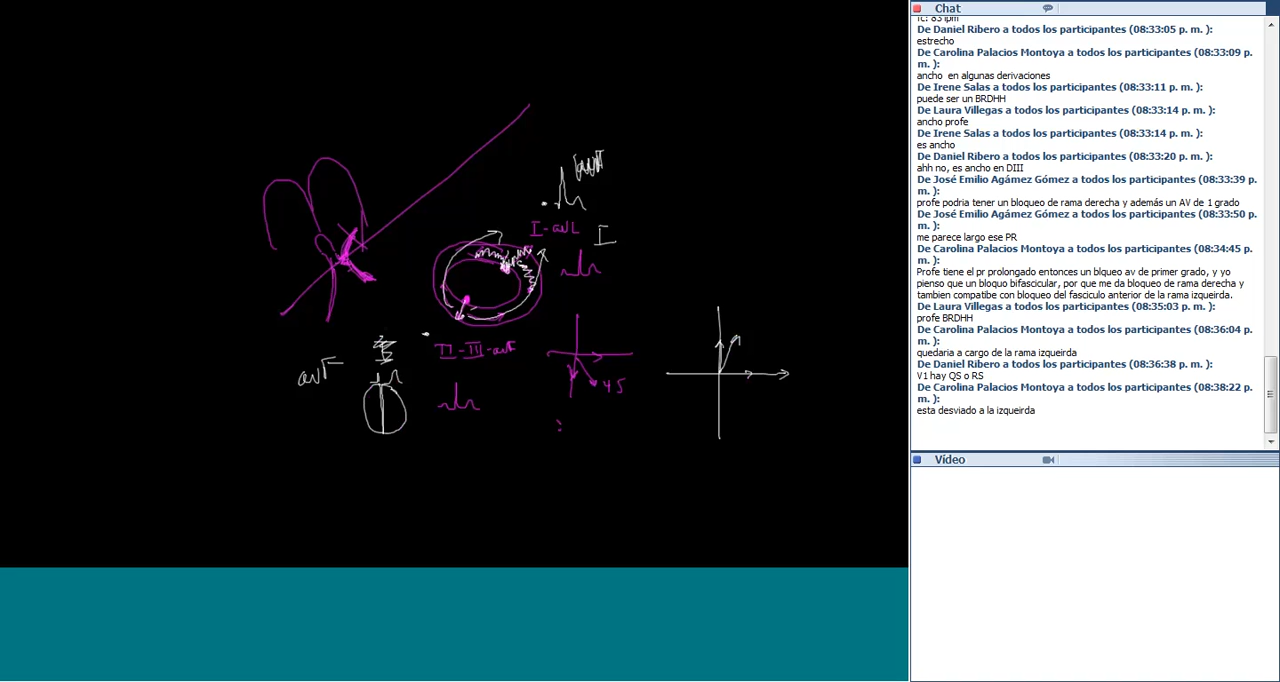 Chat
fc: 83 lpm
De Daniel Ribero a todos los participantes (08:33:05 p. m. ):
estrecho
De Carolina Palacios Montoya a todos los participantes (08:33:09 p.
m. ):
ancho  en algunas derivaciones
De Irene Salas a todos los participantes (08:33:11 p. m. ):
puede ser un BRDHH
De Laura Villegas a todos los participantes (08:33:14 p. m. ):
ancho profe
De Irene Salas a todos los participantes (08:33:14 p. m. ):
es ancho
De Daniel Ribero a todos los participantes (08:33:20 p. m. ):
ahh no, es ancho en DIII
De José Emilio Agámez Gómez a todos los participantes (08:33:39 p.
m. ):
profe podria tener un bloqueo de rama derecha y además un AV de 1 grado
De José Emilio Agámez Gómez a todos los participantes (08:33:50 p.
m. ):
me parece largo ese PR
De Carolina Palacios Montoya a todos los participantes (08:34:45 p.
m. ):
Profe tiene el pr prolongado entonces un blqueo av de primer grado, y yo
pienso que un bloquo bifascicular, por que me da bloqueo de rama derecha y
tambien compatibe con bloqueo del fasciculo anterior de la rama izqueirda.
De Laura Villegas a todos los participantes (08:35:03 p. m. ):
profe BRDHH
De Carolina Palacios Montoya a todos los participantes (08:36:04 p.
m. ):
quedaria a cargo de la rama izqueirda
De Daniel Ribero a todos los participantes (08:36:38 p. m. ):
V1 hay QS o RS
De Carolina Palacios Montoya a todos los participantes (08:38:22 p.
m. ):
esta desviado a la izqueirda
Vídeo
I-avL
I
II-III-avF
avF
45